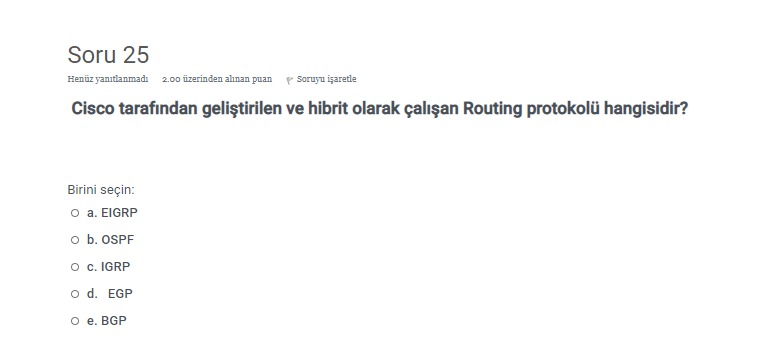 Soru 25
Henüz yanıtlanmadı 2.00 üzerinden alınan puan Soruyu işaretle
Cisco tarafından geliştirilen ve hibrit olarak çalışan Routing protokolü hangisidir?
Birini seçin:
a. EIGRP
b. OSPF
c. IGRP
d. EGP
e. BGP